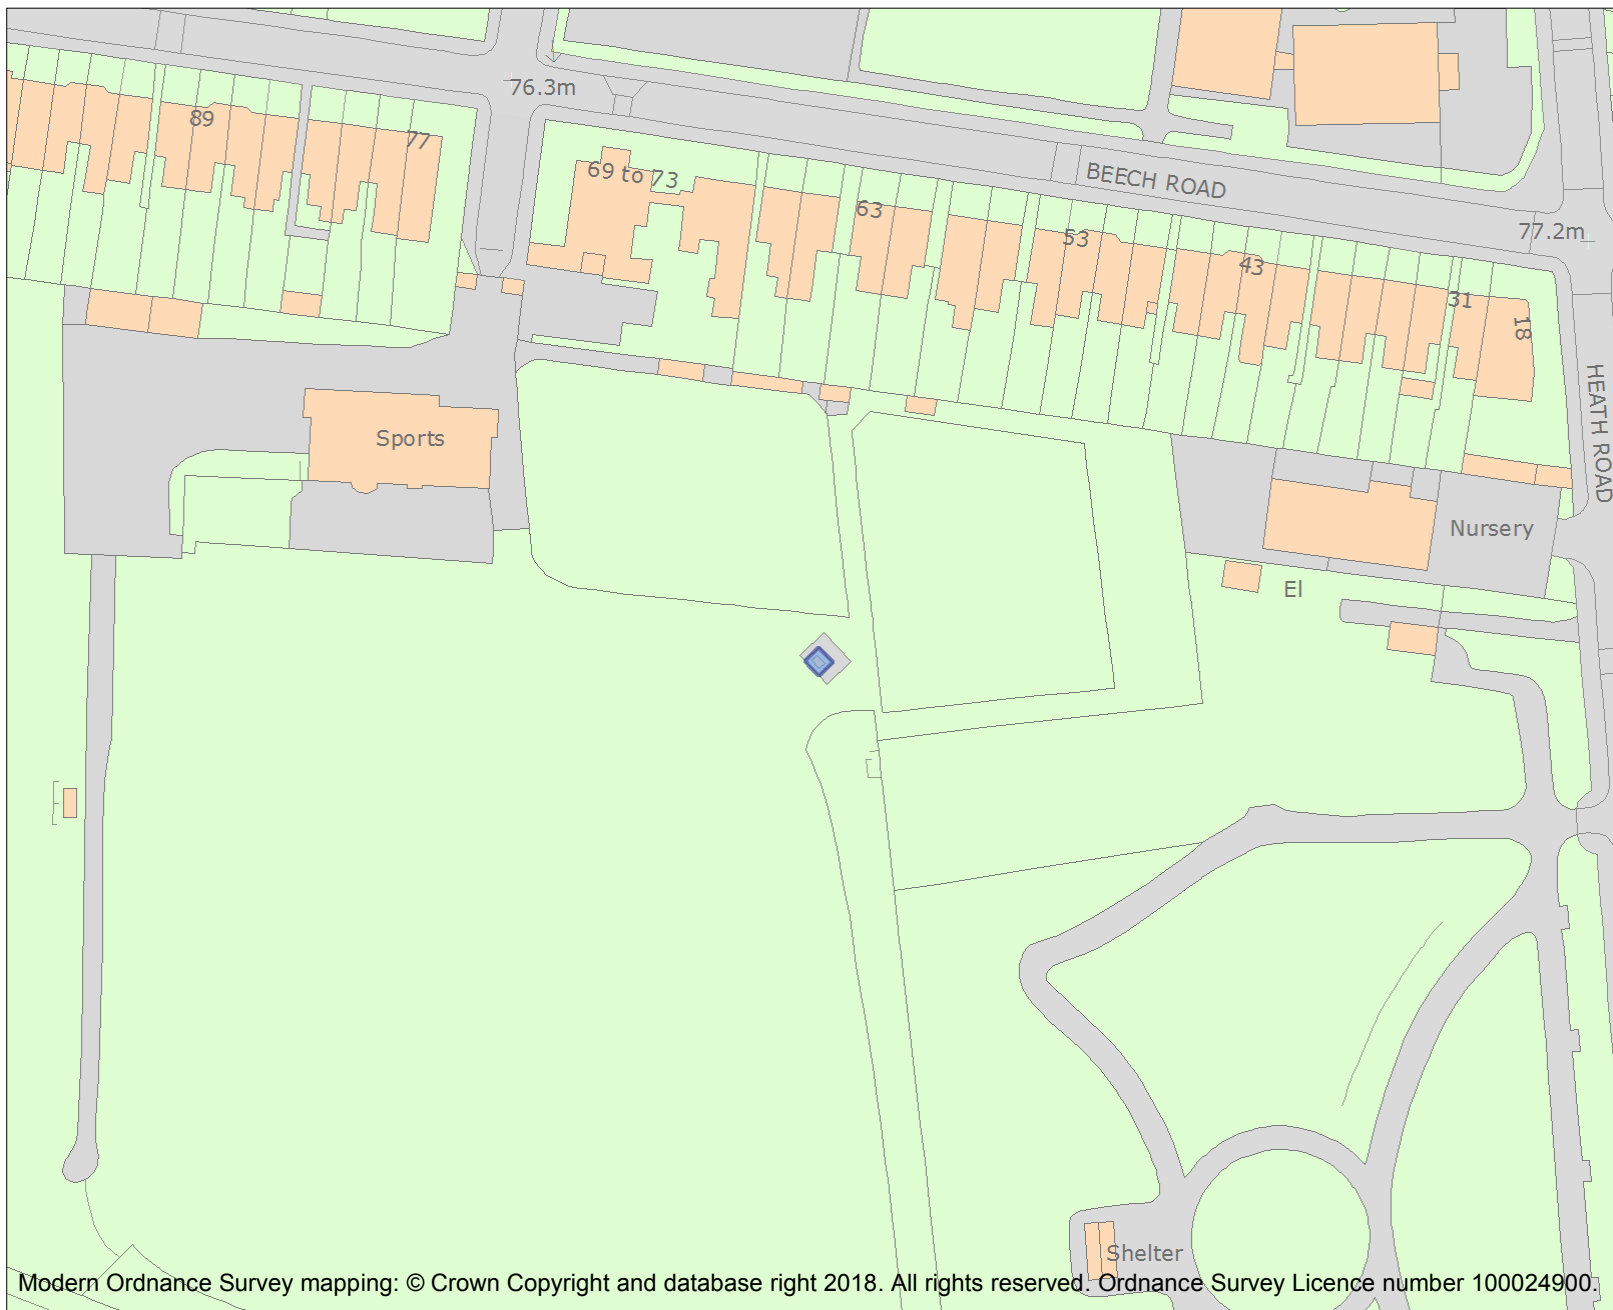 76.3m
89
77
69 to 73
BEECH ROAD
63
77.2m
53
43
31
18
HEATH ROAD
Sports
Nursery
El
Shelter
Modern Ordnance Survey mapping: © Crown Copyright and database right 2018. All rights reserved. Ordnance Survey Licence number 100024900.